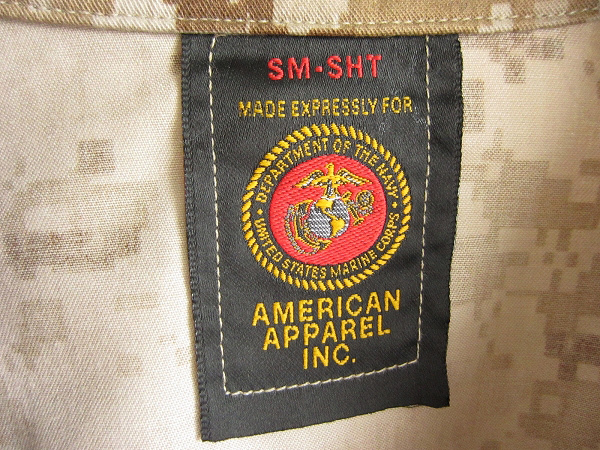 SM-SHT
MADE EXPRESSLY FOR
DEPARTMENT OF THE NAVY
UNITED STATES MARINE CORPS
AMERICAN
APPAREL
INC.